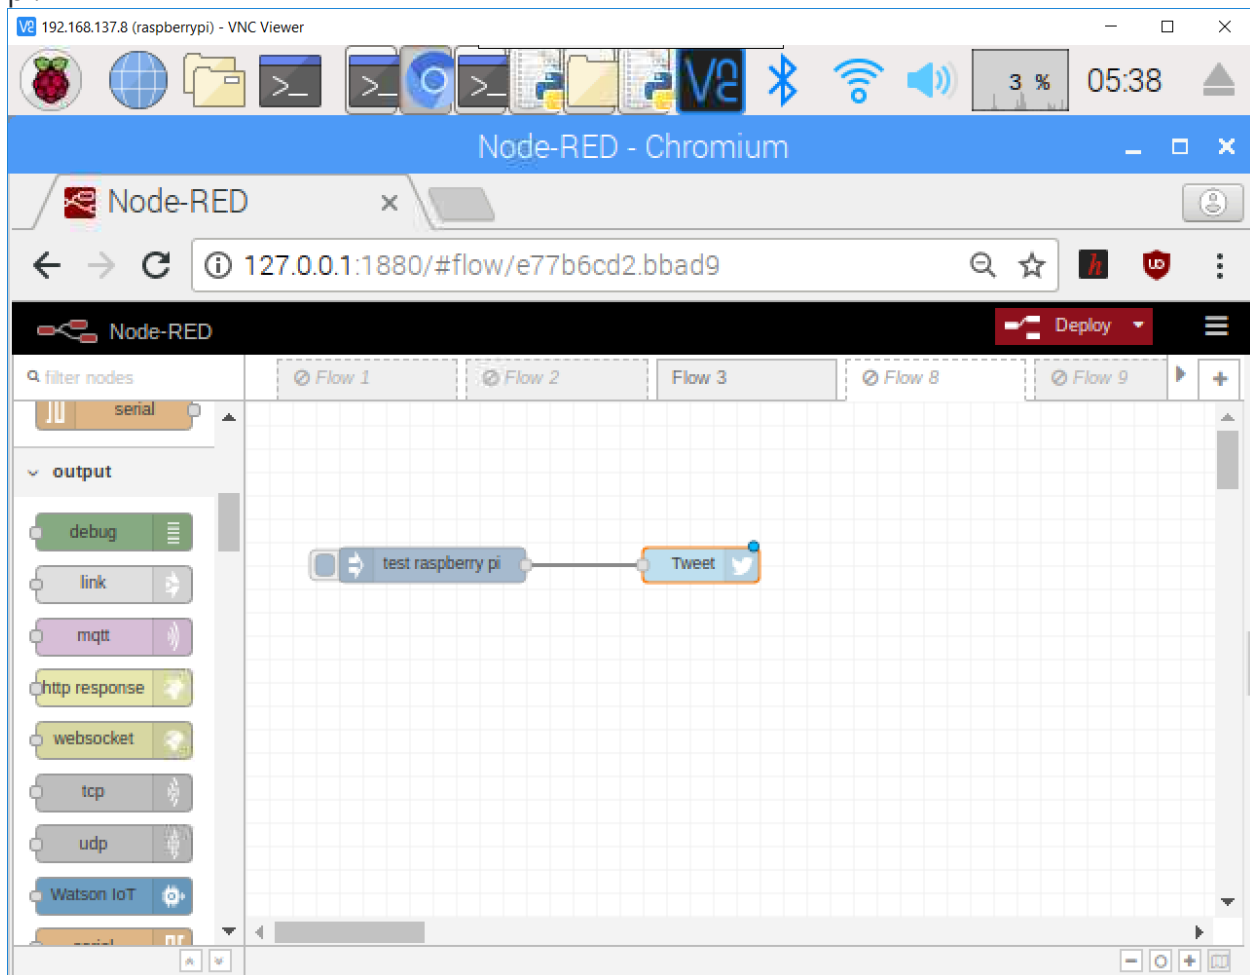 192.168.137.8 (raspberrypi) - VNC Viewer
3 % 05:38
Node-RED - Chromium
Node-RED
127.0.0.1:1880/#flow/e77b6cd2.bbad9
Node-RED
Deploy
filter nodes
Flow 1
Flow 2
Flow 3
Flow 8
Flow 9
serial
output
debug
link
mqtt
http response
websocket
tcp
udp
Watson IoT
serial
test raspberry pi
Tweet